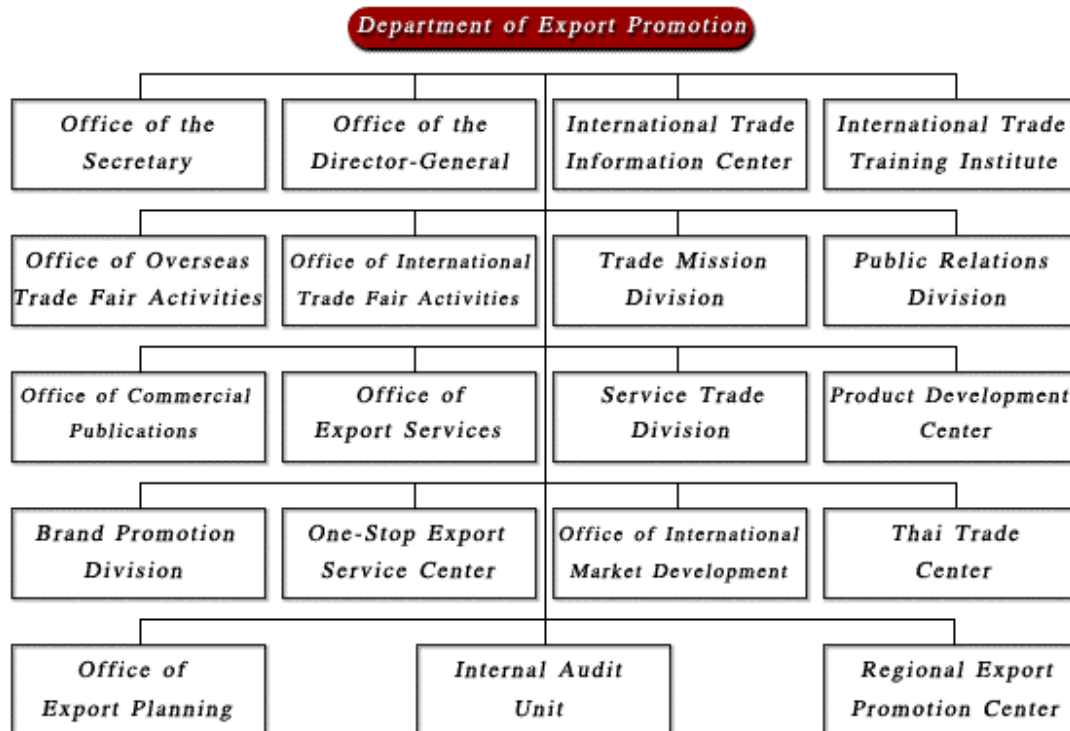 Department of Export Promotion
Office of the
Secretary
Office of the
Director-General
International Trade
Information Center
International Trade
Training Institute
Office of Overseas
Trade Fair Activities
Office of International
Trade Fair Activities
Trade Mission
Division
Public Relations
Division
Office of Commercial
Publications
Office of
Export Services
Service Trade
Division
Product Development
Center
Brand Promotion
Division
One-Stop Export
Service Center
Office of International
Market Development
Thai Trade
Center
Office of
Export Planning
Internal Audit
Unit
Regional Export
Promotion Center